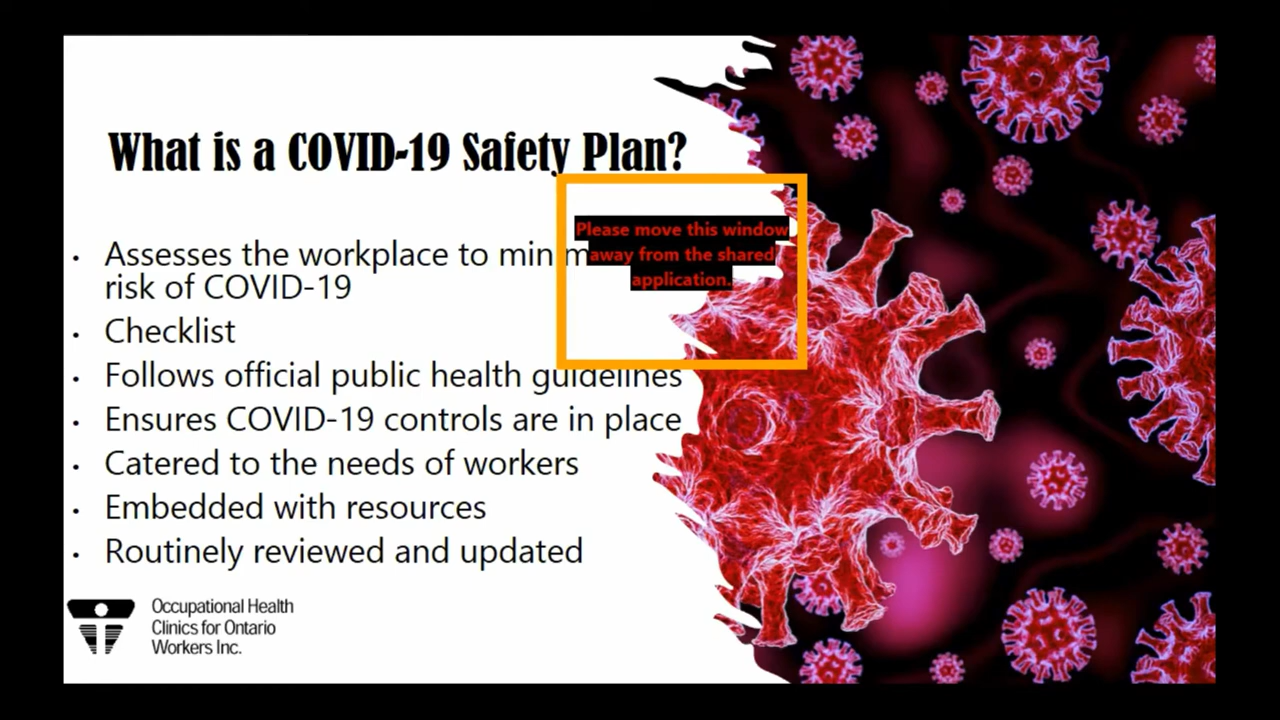 What is a COVID-19 Safety Plan?
Please move this window
away from the shared
application.
• Assesses the workplace to
risk of COVID-19
• Checklist
• Follows official public health guidelines
• Ensures COVID-19 controls are in place
• Catered to the needs of workers
• Embedded with resources
• Routinely reviewed and updated
Occupational Health
Clinics for Ontario
Workers Inc.